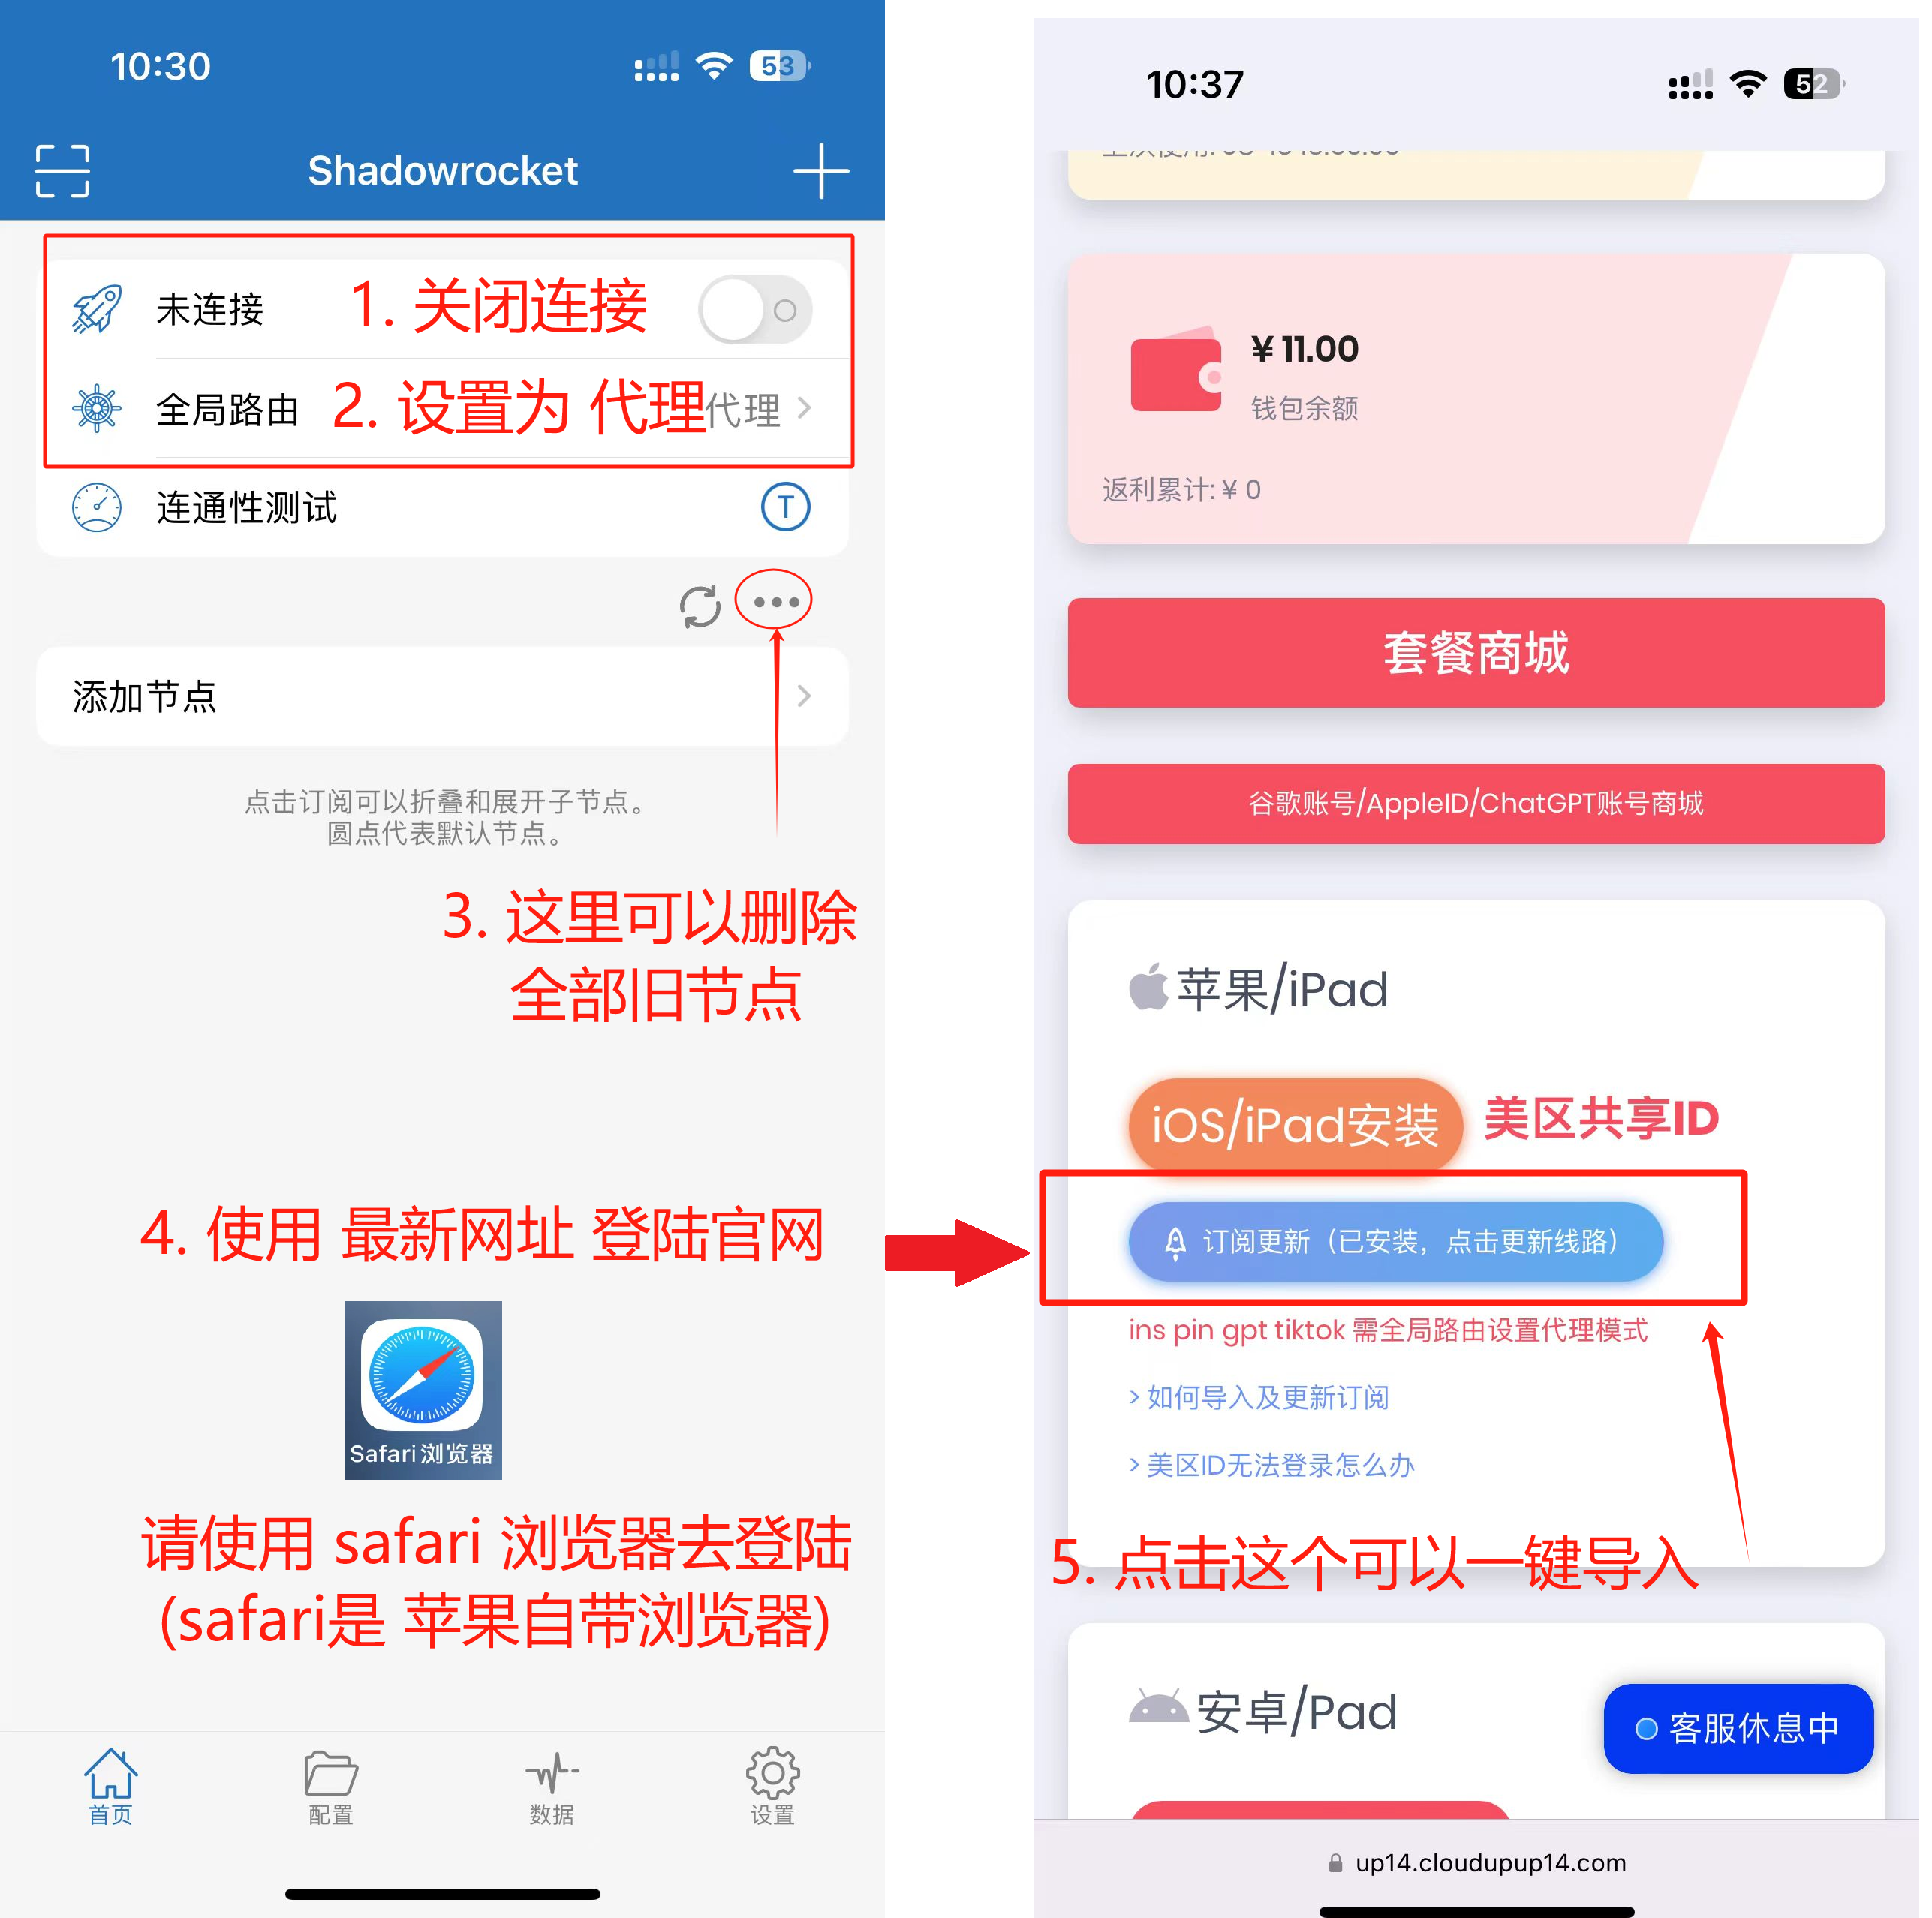 10:30
53
Shadowrocket
未连接
1. 关闭连接
全局路由
2. 设置为 代理
代理
连通性测试
T
添加节点
点击订阅可以折叠和展开子节点。
圆点代表默认节点。
3. 这里可以删除
全部旧节点
4. 使用 最新网址 登陆官网
Safari 浏览器
请使用 safari 浏览器去登陆
(safari是 苹果自带浏览器)
首页
配置
数据
设置
10:37
52
¥ 11.00
钱包余额
返利累计: ¥ 0
套餐商城
谷歌账号/AppleID/ChatGPT账号商城
苹果/iPad
iOS/iPad安装
美区共享ID
订阅更新（已安装，点击更新线路）
ins pin gpt tiktok 需全局路由设置代理模式
> 如何导入及更新订阅
> 美区ID无法登录怎么办
5. 点击这个可以一键导入
安卓/Pad
客服休息中
up14.cloudupup14.com